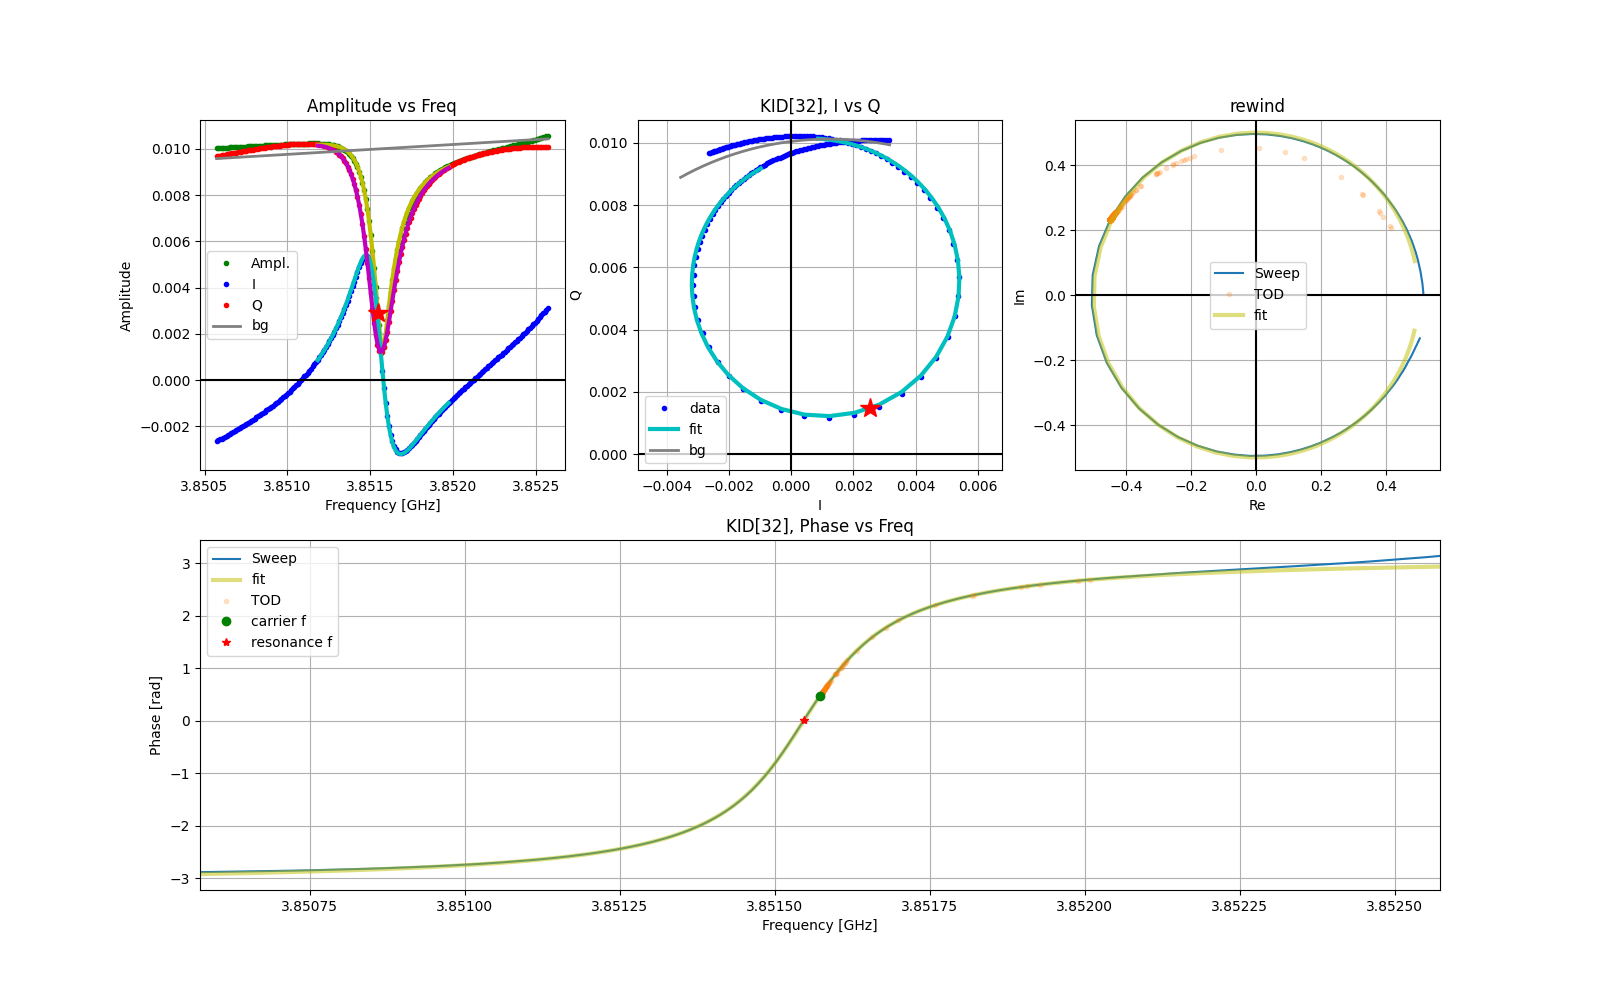 Amplitude vs Freq
Amplitude
0.010
0.008
0.006
0.004
0.002
0.000
−0.002
Ampl.
I
Q
bg
3.8505
3.8510
3.8515
3.8520
3.8525
Frequency [GHz]
KID[32], I vs Q
Q
0.010
0.008
0.006
0.004
0.002
0.000
data
fit
bg
−0.004
−0.002
0.000
0.002
0.004
0.006
I
rewind
Im
0.4
0.2
0.0
−0.2
−0.4
Sweep
TOD
fit
−0.4
−0.2
0.0
0.2
0.4
Re
KID[32], Phase vs Freq
Phase [rad]
3
2
1
0
−1
−2
−3
Sweep
fit
TOD
carrier f
resonance f
3.85075
3.85100
3.85125
3.85150
3.85175
3.85200
3.85225
3.85250
Frequency [GHz]